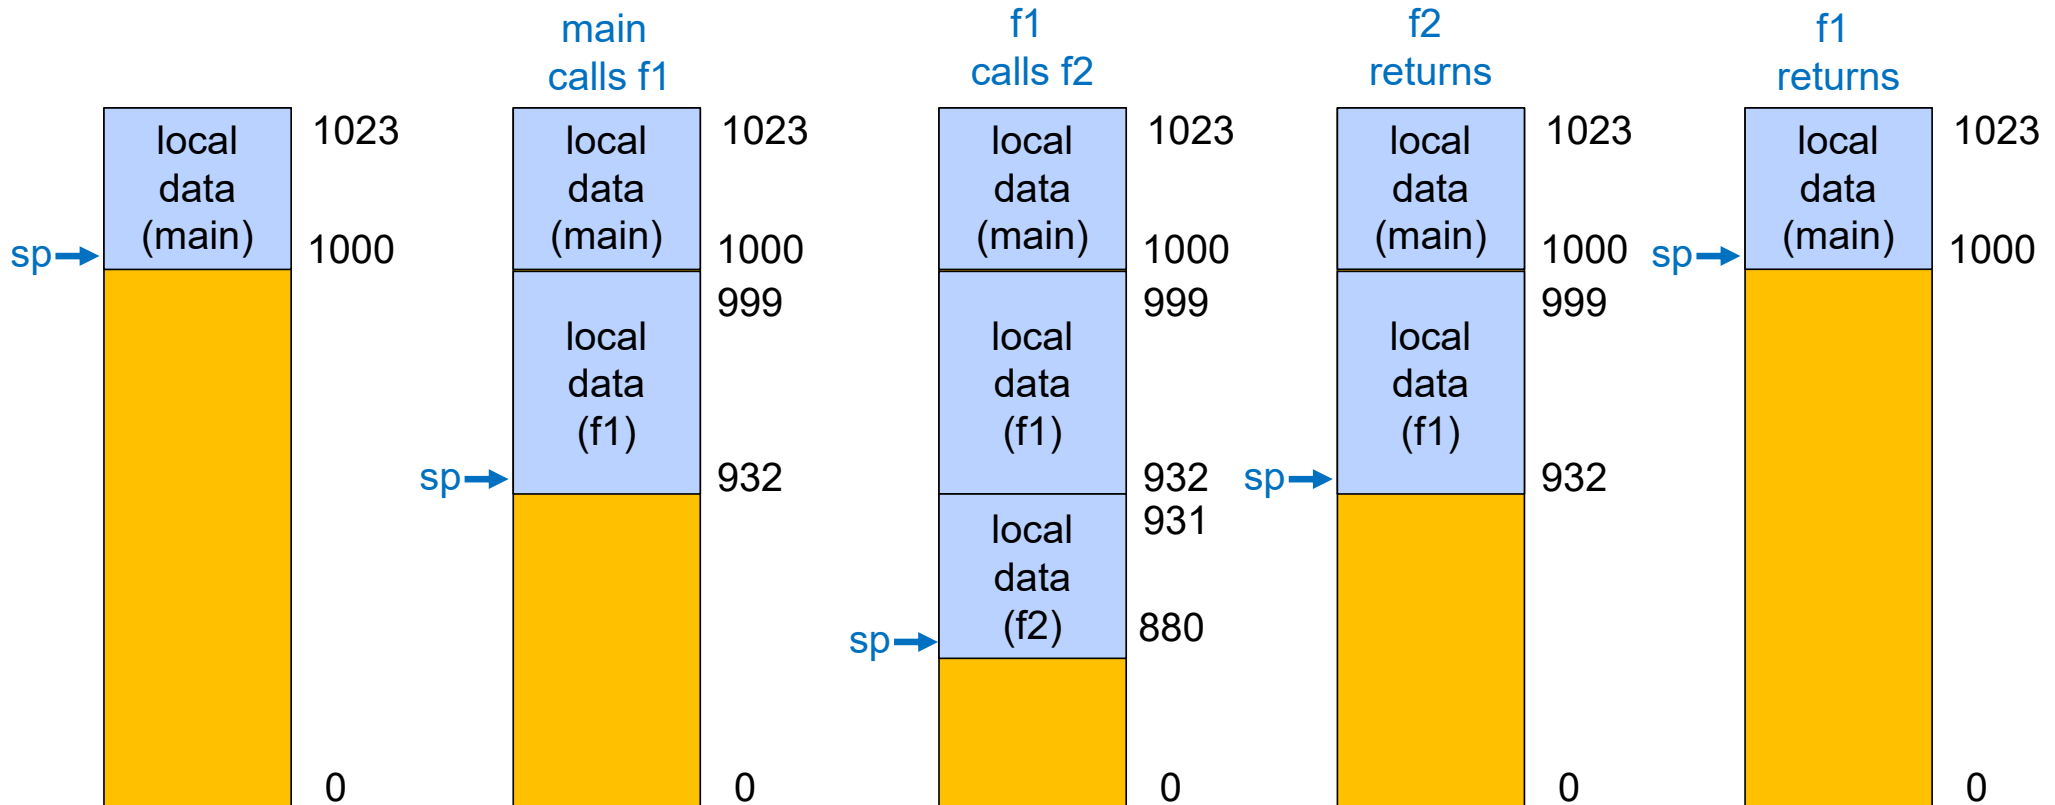 main
calls f1
f1
calls f2
f2
returns
f1
returns
local
data
(main)
1023
1000
sp
0
local
data
(main)
1023
1000
999
local
data
(f1)
sp
932
0
local
data
(main)
1023
1000
999
local
data
(f1)
932
931
local
data
(f2)
sp
880
0
local
data
(main)
1023
1000
999
local
data
(f1)
sp
932
0
local
data
(main)
1023
1000
sp
0